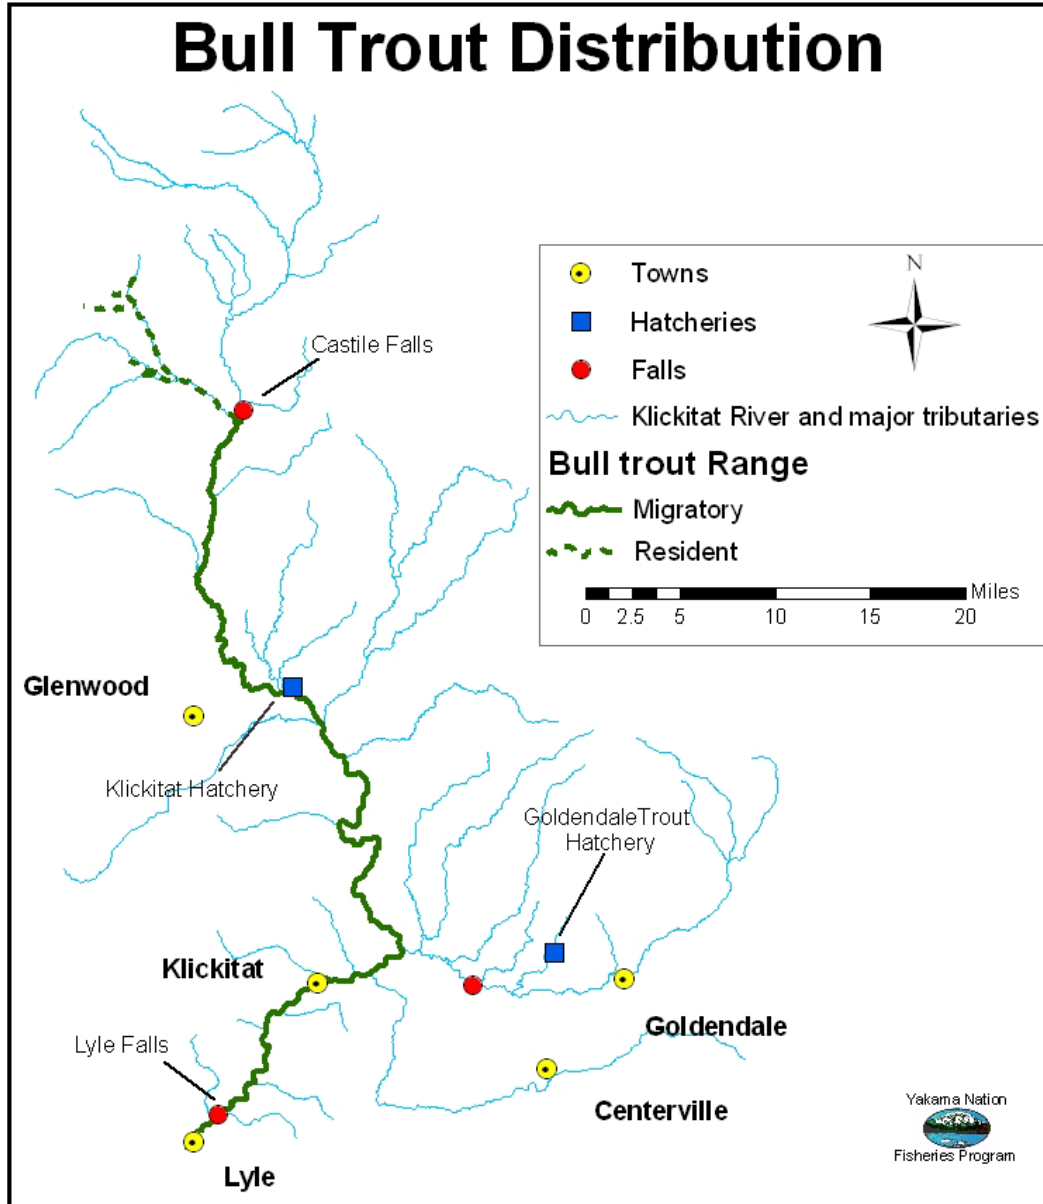 Bull Trout Distribution
Castile Falls
Towns
N
Hatcheries
Falls
Klickitat River and major tributaries
Bull trout Range
Migratory
Resident
Miles
0 2.5 5 10 15 20
Glenwood
Klickitat Hatchery
GoldendaleTrout
Hatchery
Klickitat
Goldendale
Lyle Falls
Centerville
Lyle
Yakama Nation
Fisheries Program